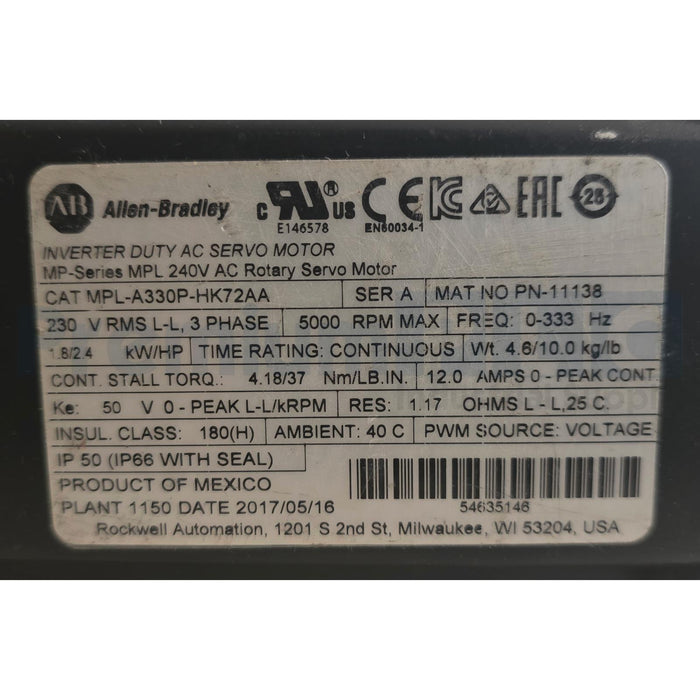 AB Allen-Bradley c RU® US CE EAC 28
E146578 EN60034-1
INVERTER DUTY AC SERVO MOTOR
MP-Series MPL 240V AC Rotary Servo Motor
CAT MPL-A330P-HK72AA SER A MAT NO PN-11138
230 V RMS L-L, 3 PHASE 5000 RPM MAX FREQ: 0-333 Hz
1.8/2.4 kW/HP TIME RATING: CONTINUOUS Wt. 4.6/10.0 kg/lb
CONT. STALL TORQ.: 4.18/37 Nm/LB.IN. 12.0 AMPS 0 - PEAK CONT.
Ke: 50 V 0 - PEAK L-L/kRPM RES: 1.17 OHMS L - L,25 C.
INSUL. CLASS: 180(H) AMBIENT: 40 C PWM SOURCE: VOLTAGE
IP 50 (IP66 WITH SEAL)
PRODUCT OF MEXICO
PLANT 1150 DATE 2017/05/16 54635146
Rockwell Automation, 1201 S 2nd St, Milwaukee, WI 53204, USA